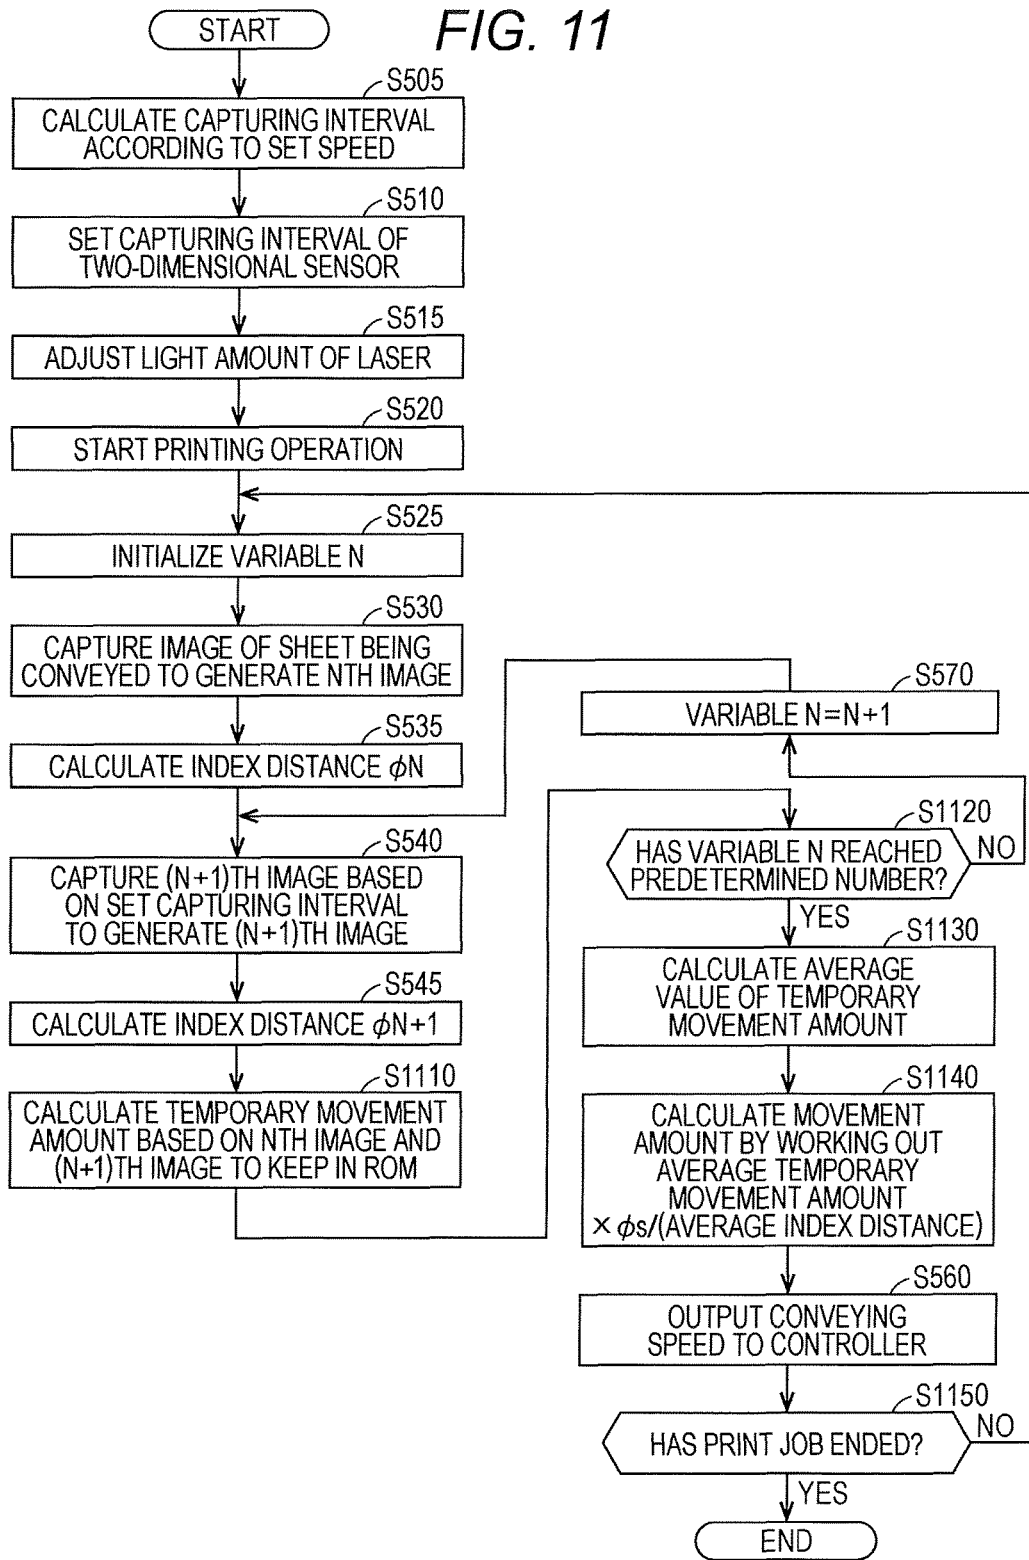 FIG. 11
START
S505
CALCULATE CAPTURING INTERVAL
ACCORDING TO SET SPEED
S510
SET CAPTURING INTERVAL OF
TWO-DIMENSIONAL SENSOR
S515
ADJUST LIGHT AMOUNT OF LASER
S520
START PRINTING OPERATION
S525
INITIALIZE VARIABLE N
S530
CAPTURE IMAGE OF SHEET BEING
CONVEYED TO GENERATE NTH IMAGE
S535
CALCULATE INDEX DISTANCE ϕN
S540
CAPTURE (N+1)TH IMAGE BASED
ON SET CAPTURING INTERVAL
TO GENERATE (N+1)TH IMAGE
S545
CALCULATE INDEX DISTANCE ϕN+1
S1110
CALCULATE TEMPORARY MOVEMENT
AMOUNT BASED ON NTH IMAGE AND
(N+1)TH IMAGE TO KEEP IN ROM
S570
VARIABLE N=N+1
S1120
HAS VARIABLE N REACHED
PREDETERMINED NUMBER?
NO
YES
S1130
CALCULATE AVERAGE
VALUE OF TEMPORARY
MOVEMENT AMOUNT
S1140
CALCULATE MOVEMENT
AMOUNT BY WORKING OUT
AVERAGE TEMPORARY
MOVEMENT AMOUNT
× ϕs/(AVERAGE INDEX DISTANCE)
S560
OUTPUT CONVEYING
SPEED TO CONTROLLER
S1150
HAS PRINT JOB ENDED?
NO
YES
END